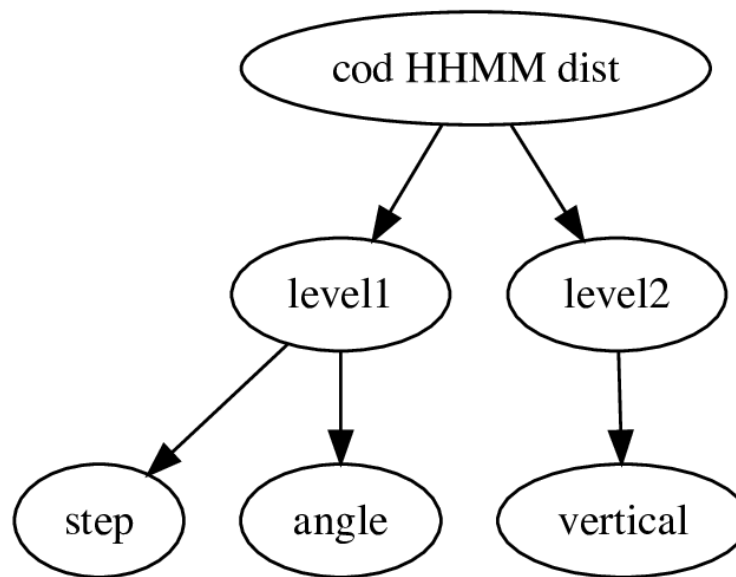 cod HHMM dist
level1
level2
step
angle
vertical